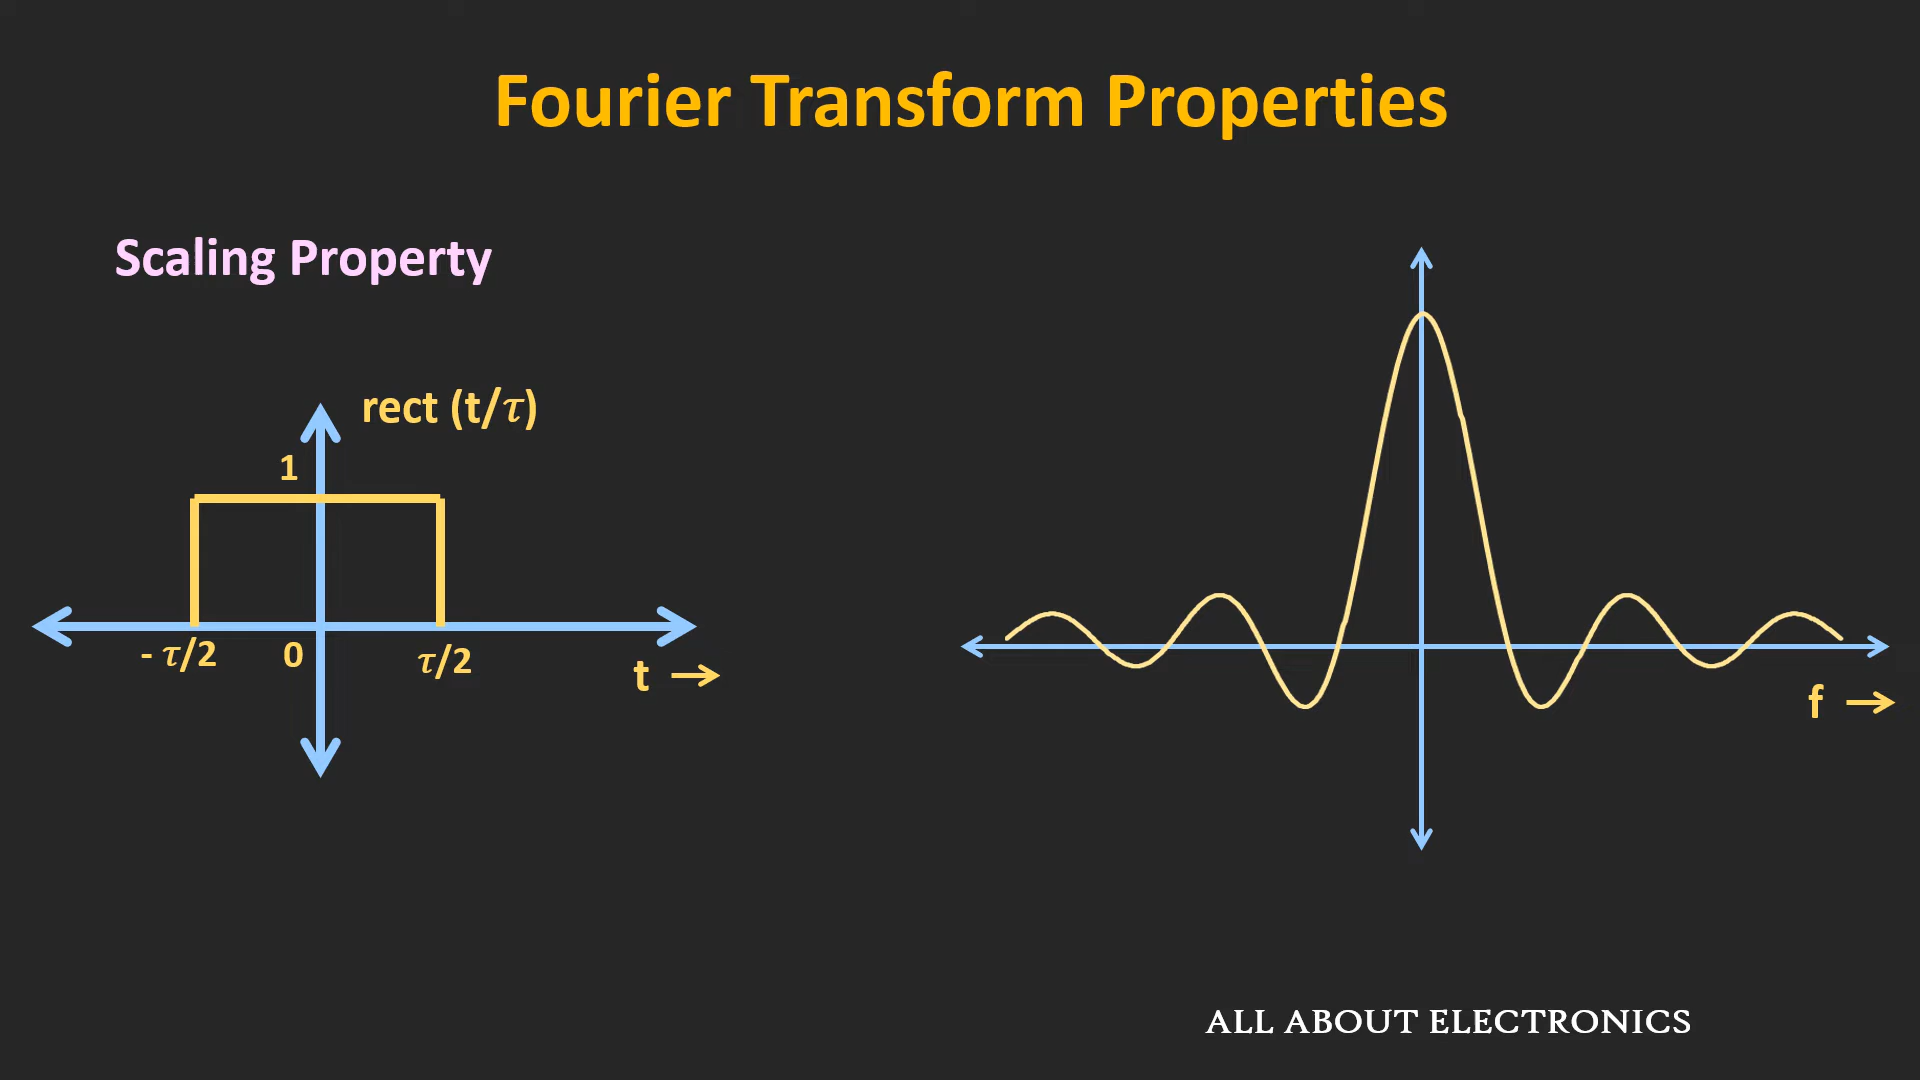 Fourier Transform Properties
Scaling Property
rect (t/τ)
1
- τ/2
0
τ/2
t →
f →
ALL ABOUT ELECTRONICS